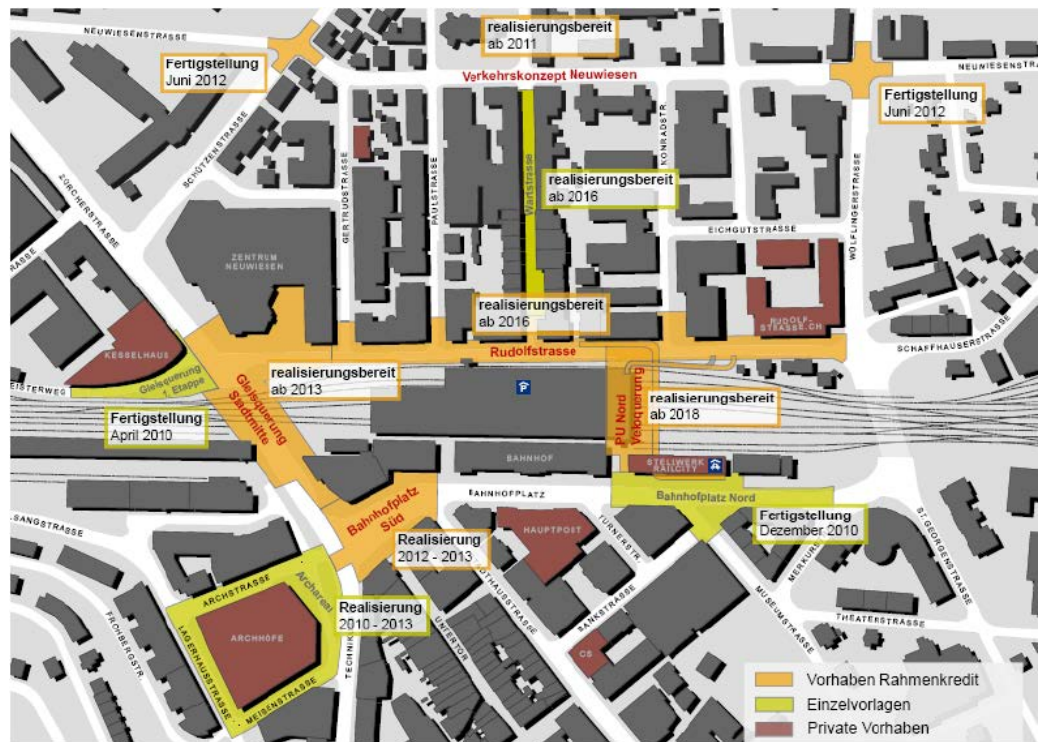 NEUWIESENSTRASSE
realisierungsbereit
ab 2011
Fertigstellung
Juni 2012
Verkehrskonzept Neuwiesen
NEUWIESENSTRASSE
Fertigstellung
Juni 2012
SCHÜTZENSTRASSE
ZÜRCHERSTRASSE
GERTRUDSTRASSE
PAULSTRASSE
Wartstrasse
KONRADSTR.
WÜLFLINGERSTRASSE
realisierungsbereit
ab 2016
EICHGUTSTRASSE
ZENTRUM
NEUWIESEN
realisierungsbereit
ab 2016
RUDOLF-
STRASSE.CH
SCHAFFHAUSERSTRASSE
Rudolfstrasse
KESSELHAUS
Gleisquerung
1. Etappe
Gleisquerung
Stadtmitte
realisierungsbereit
ab 2013
P
PU Nord
Veloquerung
realisierungsbereit
ab 2018
Fertigstellung
April 2010
BAHNHOF
STELLWERK
RAILCITY
BAHNHOFPLATZ
Bahnhofplatz Nord
Bahnhofplatz
Süd
HAUPTPOST
TURNERSTR.
Fertigstellung
Dezember 2010
ST.GEORGENSTRASSE
Realisierung
2012 - 2013
BANKSTRASSE
MUSEUMSTRASSE
THEATERSTRASSE
ARCHSTRASSE
Archareal
Realisierung
2010 - 2013
UNTERTOR
LAGERHAUSSTRASSE
ARCHHÖFE
MEISENSTRASSE
CS
Vorhaben Rahmenkredit
Einzelvorlagen
Private Vorhaben